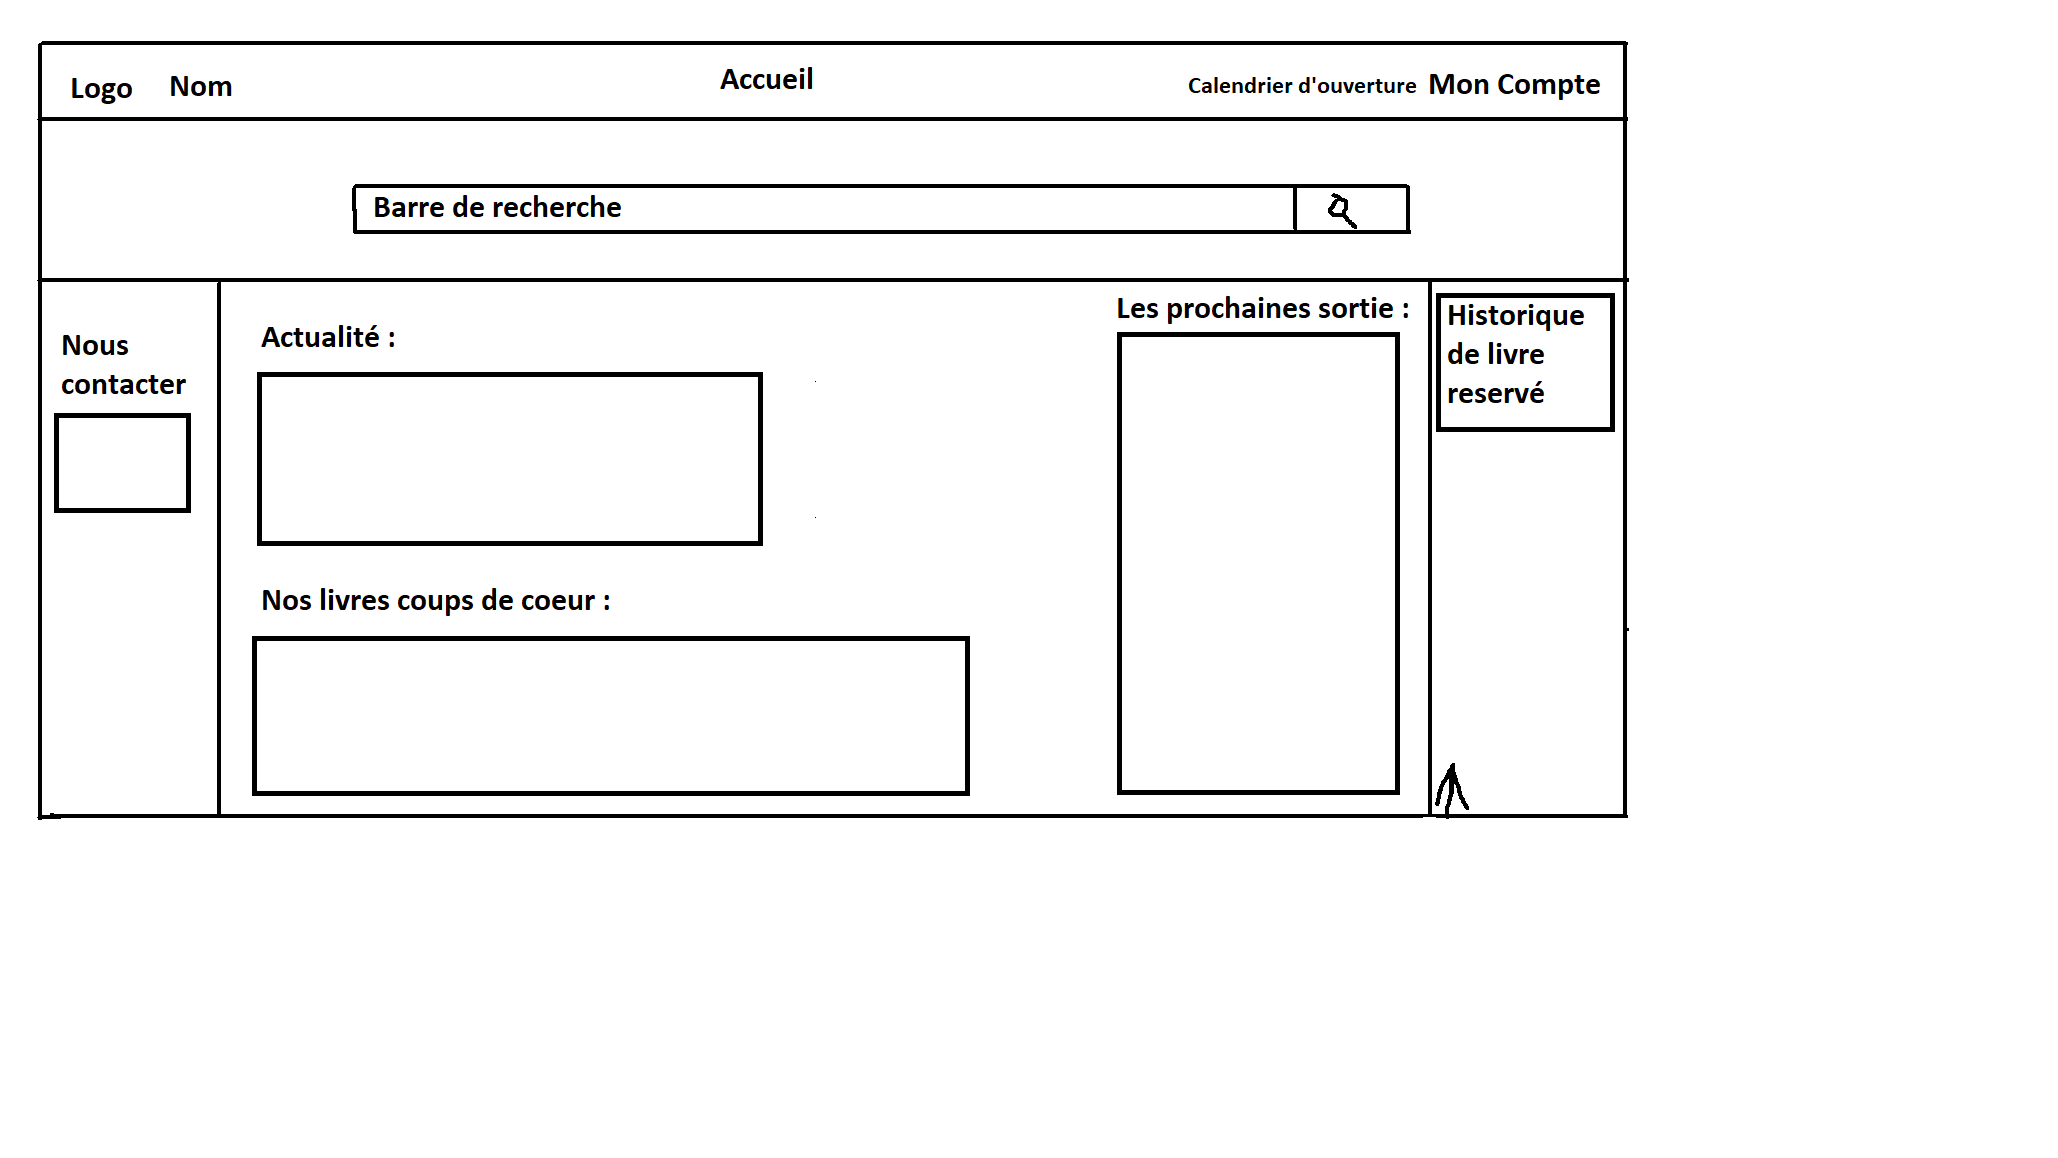 Logo Nom Accueil Calendrier d'ouverture Mon Compte
Barre de recherche
Nous
contacter
Actualité :
Nos livres coups de coeur :
Les prochaines sortie :
Historique
de livre
reservé